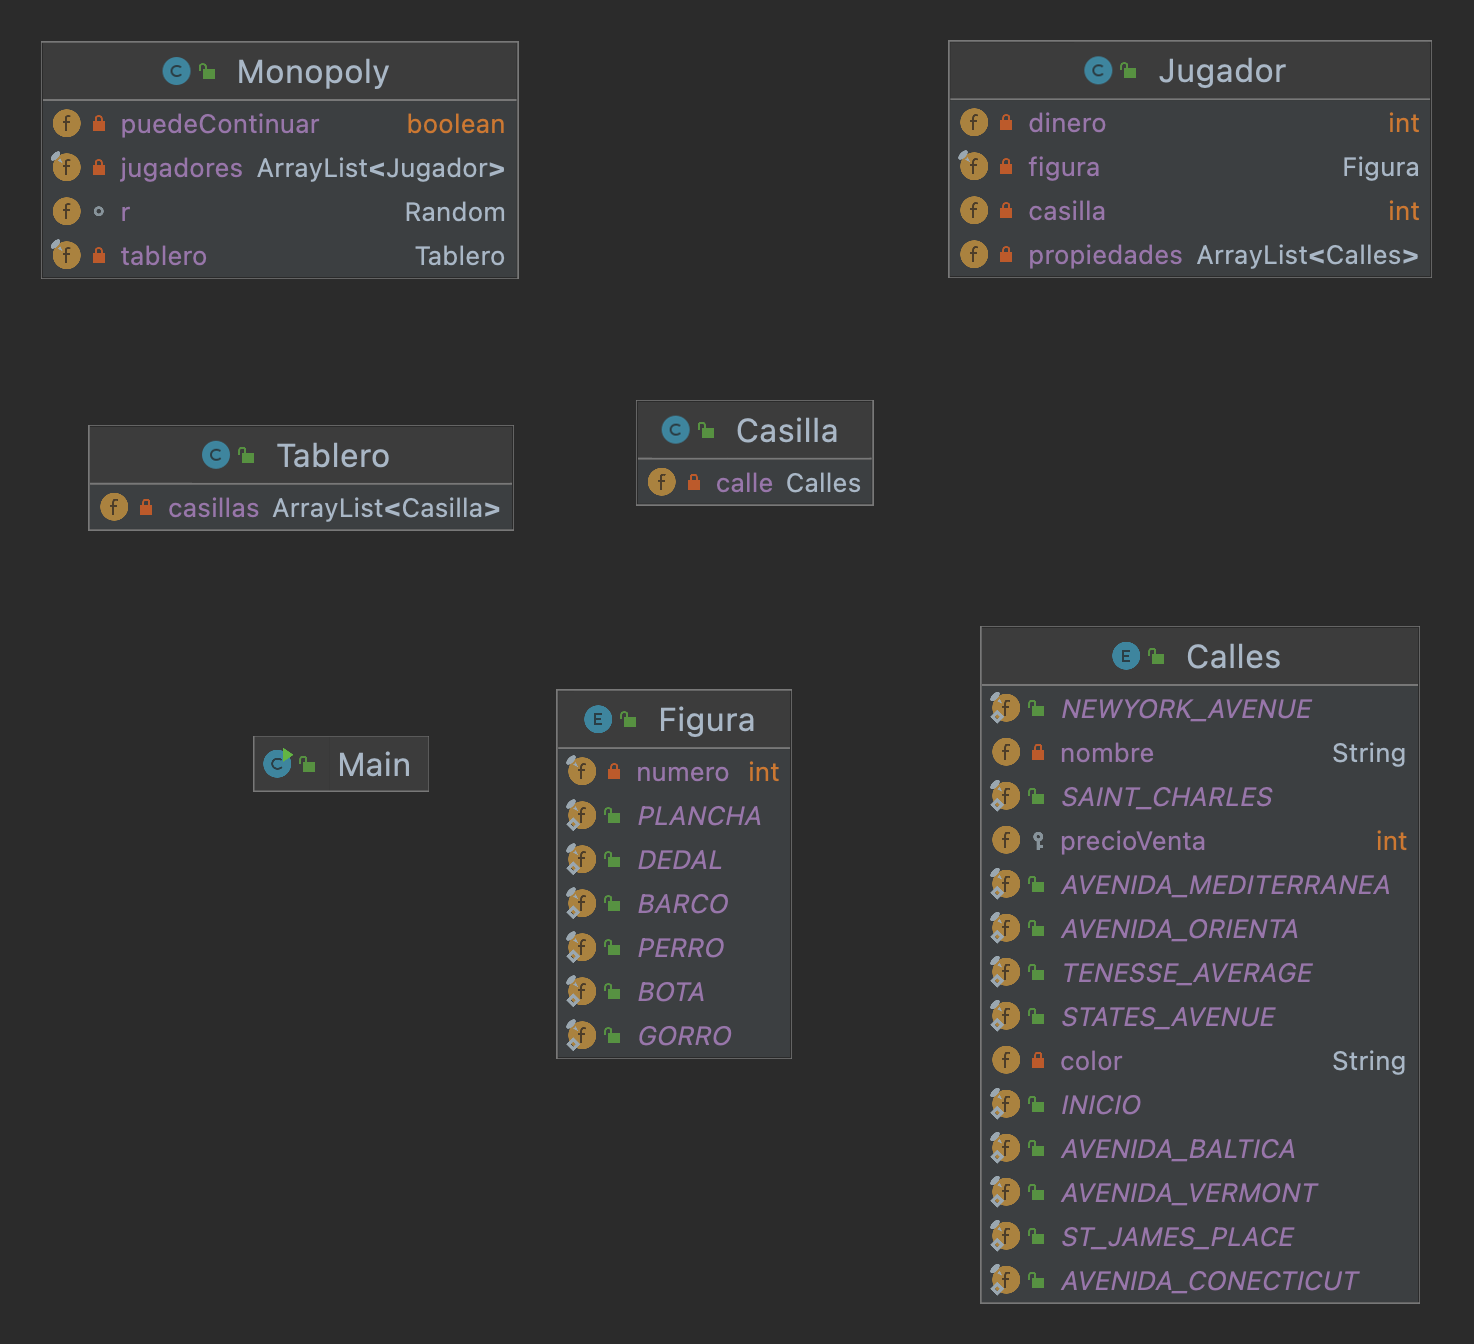 Monopoly
puedeContinuar boolean
jugadores ArrayList<Jugador>
r Random
tablero Tablero
Jugador
dinero int
figura Figura
casilla int
propiedades ArrayList<Calles>
Tablero
casillas ArrayList<Casilla>
Casilla
calle Calles
Main
Figura
numero int
PLANCHA
DEDAL
BARCO
PERRO
BOTA
GORRO
Calles
NEWYORK_AVENUE
nombre String
SAINT_CHARLES
precioVenta int
AVENIDA_MEDITERRANEA
AVENIDA_ORIENTA
TENESSE_AVERAGE
STATES_AVENUE
color String
INICIO
AVENIDA_BALTICA
AVENIDA_VERMONT
ST_JAMES_PLACE
AVENIDA_CONECTICUT